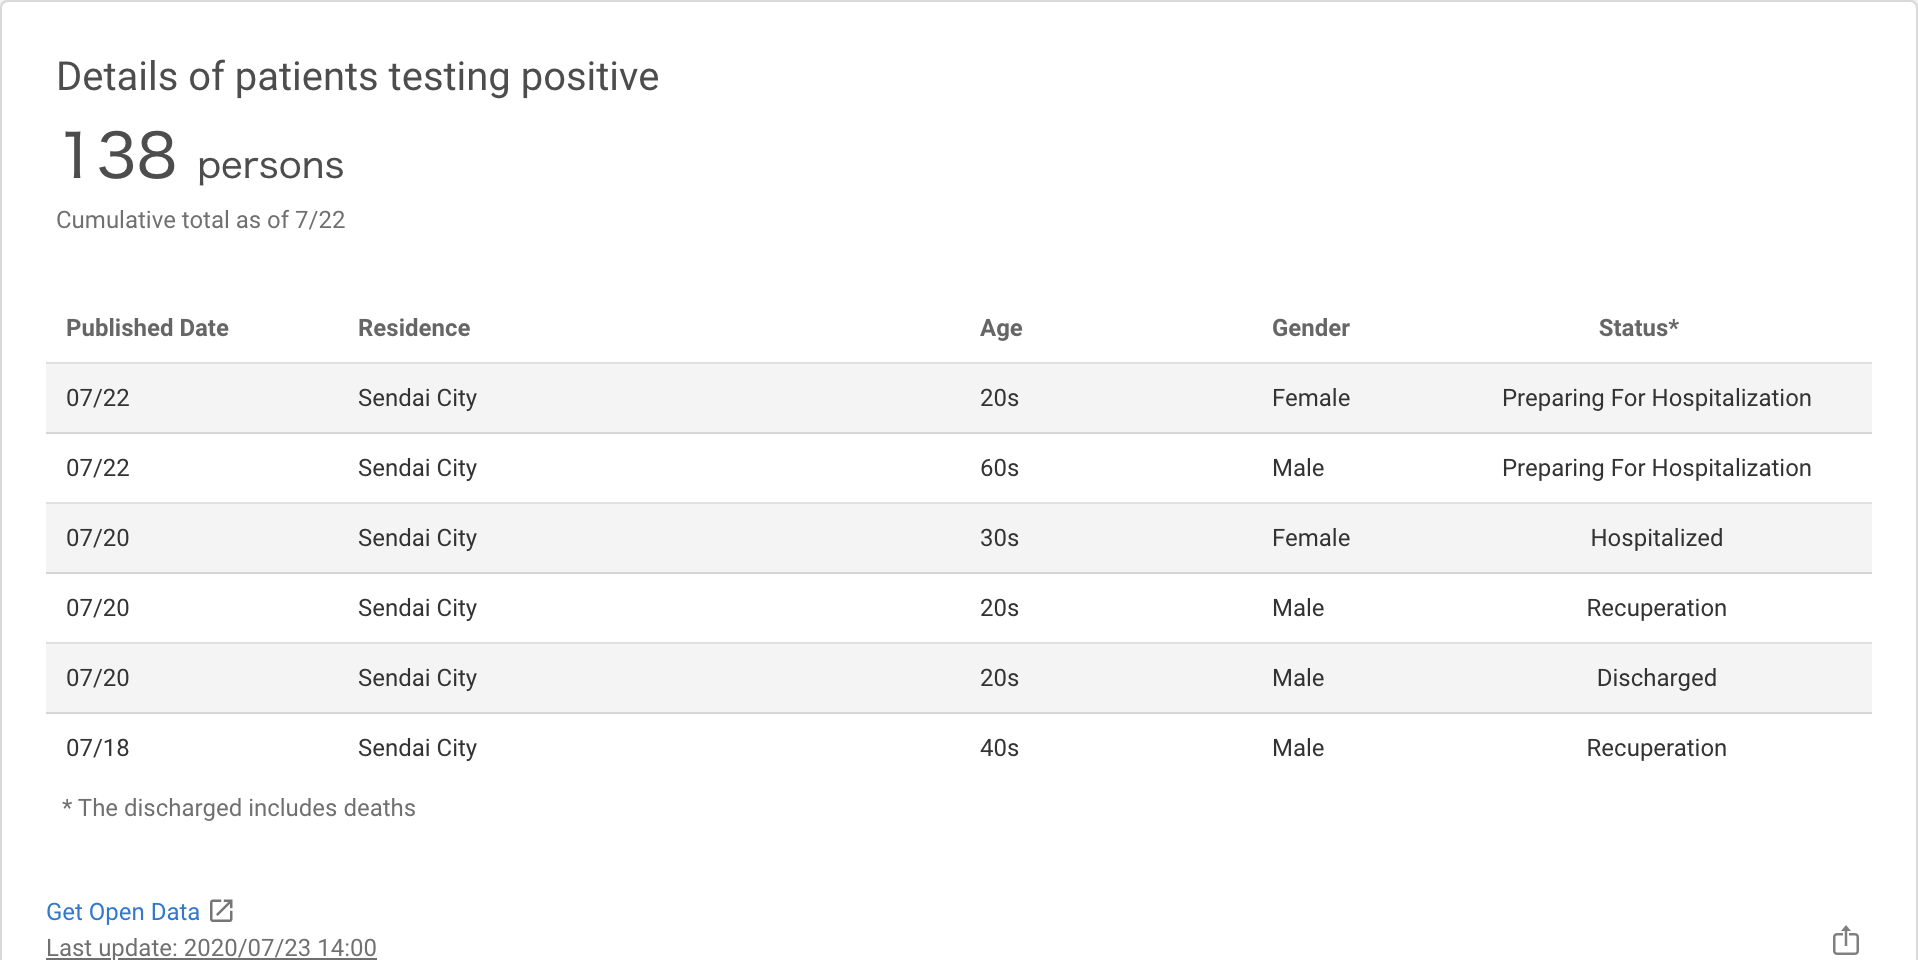 Details of patients testing positive
138 persons
Cumulative total as of 7/22
Published Date Residence Age Gender Status*
07/22 Sendai City 20s Female Preparing For Hospitalization
07/22 Sendai City 60s Male Preparing For Hospitalization
07/20 Sendai City 30s Female Hospitalized
07/20 Sendai City 20s Male Recuperation
07/20 Sendai City 20s Male Discharged
07/18 Sendai City 40s Male Recuperation
* The discharged includes deaths
Get Open Data
Last update: 2020/07/23 14:00